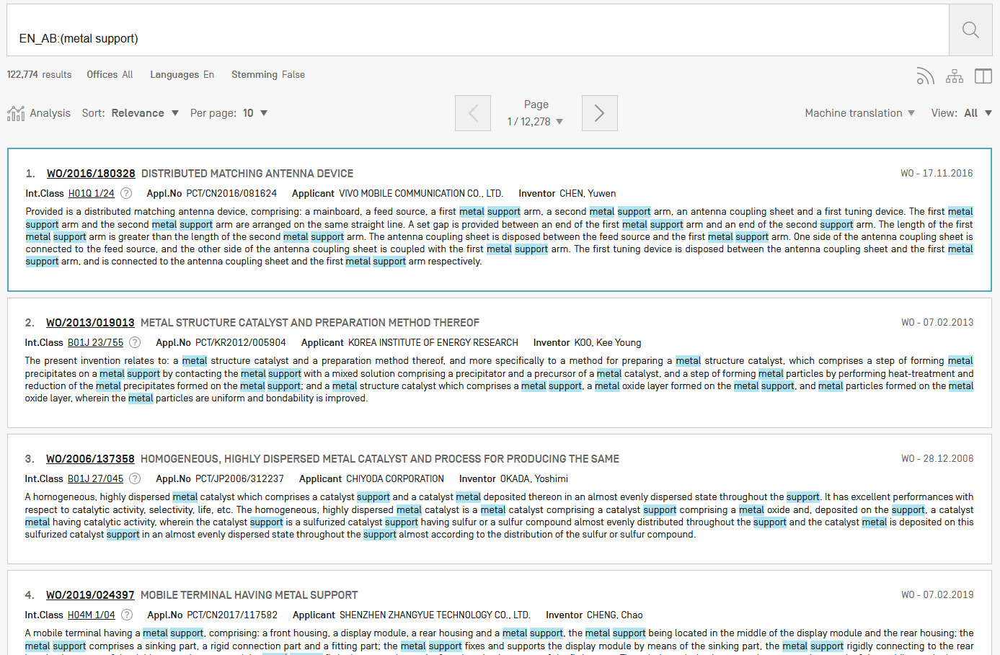 EN_AB:(metal support)
122,774 results Offices All Languages En Stemming False
Analysis Sort: Relevance Per page: 10
Page
1 / 12,278
Machine translation View: All
1. WO/2016/180328 DISTRIBUTED MATCHING ANTENNA DEVICE WO - 17.11.2016
Int.Class H01Q 1/24 ? Appl.No PCT/CN2016/081624 Applicant VIVO MOBILE COMMUNICATION CO., LTD. Inventor CHEN, Yuwen
Provided is a distributed matching antenna device, comprising: a mainboard, a feed source, a first metal support arm, a second metal support arm, an antenna coupling sheet and a first tuning device. The first metal
support arm and the second metal support arm are arranged on the same straight line. A set gap is provided between an end of the first metal support arm and an end of the second support arm. The length of the first
metal support arm is greater than the length of the second metal support arm. The antenna coupling sheet is disposed between the feed source and the first metal support arm. One side of the antenna coupling sheet is
connected to the feed source, and the other side of the antenna coupling sheet is coupled with the first metal support arm. The first tuning device is disposed between the antenna coupling sheet and the first metal
support arm, and is connected to the antenna coupling sheet and the first metal support arm respectively.
2. WO/2013/019013 METAL STRUCTURE CATALYST AND PREPARATION METHOD THEREOF WO - 07.02.2013
Int.Class B01J 23/755 ? Appl.No PCT/KR2012/005904 Applicant KOREA INSTITUTE OF ENERGY RESEARCH Inventor KOO, Kee Young
The present invention relates to: a metal structure catalyst and a preparation method thereof, and more specifically to a method for preparing a metal structure catalyst, which comprises a step of forming metal
precipitates on a metal support by contacting the metal support with a mixed solution comprising a precipitator and a precursor of a metal catalyst, and a step of forming metal particles by performing heat-treatment and
reduction of the metal precipitates formed on the metal support; and a metal structure catalyst which comprises a metal support, a metal oxide layer formed on the metal support, and metal particles formed on the metal
oxide layer, wherein the metal particles are uniform and bondability is improved.
3. WO/2006/137358 HOMOGENEOUS, HIGHLY DISPERSED METAL CATALYST AND PROCESS FOR PRODUCING THE SAME WO - 28.12.2006
Int.Class B01J 27/045 ? Appl.No PCT/JP2006/312237 Applicant CHIYODA CORPORATION Inventor OKADA, Yoshimi
A homogeneous, highly dispersed metal catalyst which comprises a catalyst support and a catalyst metal deposited thereon in an almost evenly dispersed state throughout the support. It has excellent performances with
respect to catalytic activity, selectivity, life, etc. The homogeneous, highly dispersed metal catalyst is a metal catalyst comprising a catalyst support comprising a metal oxide and, deposited on the support, a catalyst
metal having catalytic activity, wherein the catalyst support is a sulfurized catalyst support having sulfur or a sulfur compound almost evenly distributed throughout the support and the catalyst metal is deposited on this
sulfurized catalyst support in an almost evenly dispersed state throughout the support almost according to the distribution of the sulfur or sulfur compound.
4. WO/2019/024397 MOBILE TERMINAL HAVING METAL SUPPORT WO - 07.02.2019
Int.Class H04M 1/04 ? Appl.No PCT/CN2017/117582 Applicant SHENZHEN ZHANGYUE TECHNOLOGY CO., LTD. Inventor CHENG, Chao
A mobile terminal having a metal support, comprising: a front housing, a display module, a rear housing and a metal support, the metal support being located in the middle of the display module and the rear housing; the
metal support comprises a sinking part, a rigid connection part and a fitting part; the metal support fixes and supports the display module by means of the sinking part, the metal support rigidly connecting to the rear